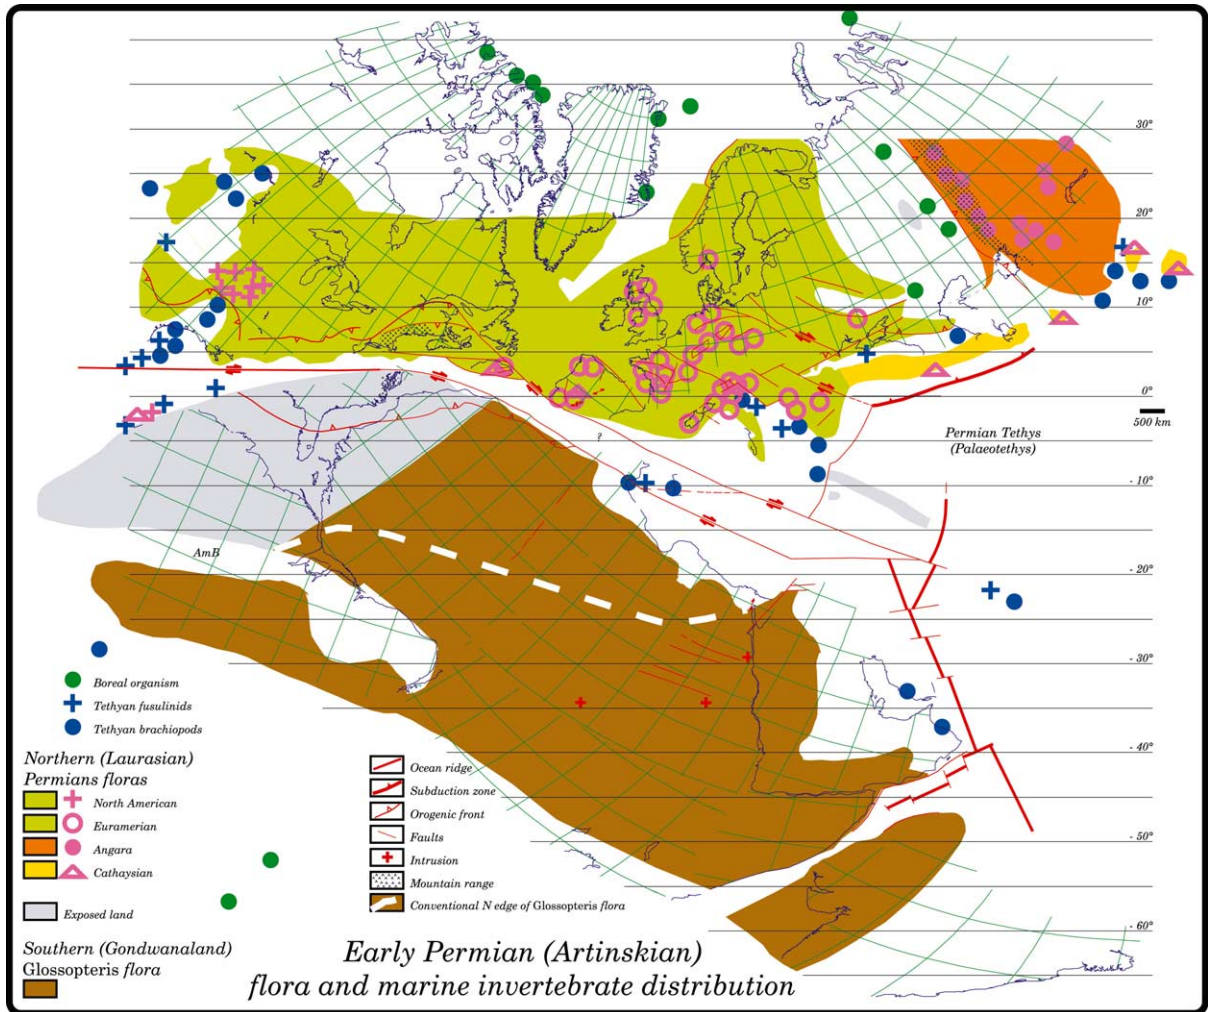 30°
20°
10°
0°
500 km
Permian Tethys
(Palaeotethys)
?
- 10°
AmB
- 20°
- 30°
- 40°
- 50°
- 60°
Boreal organism
Tethyan fusulinids
Tethyan brachiopods
Northern (Laurasian)
Permians floras
North American
Euramerian
Angara
Cathaysian
Exposed land
Southern (Gondwanaland)
Glossopteris flora
Ocean ridge
Subduction zone
Orogenic front
Faults
Intrusion
Mountain range
Conventional N edge of Glossopteris flora
Early Permian (Artinskian)
flora and marine invertebrate distribution